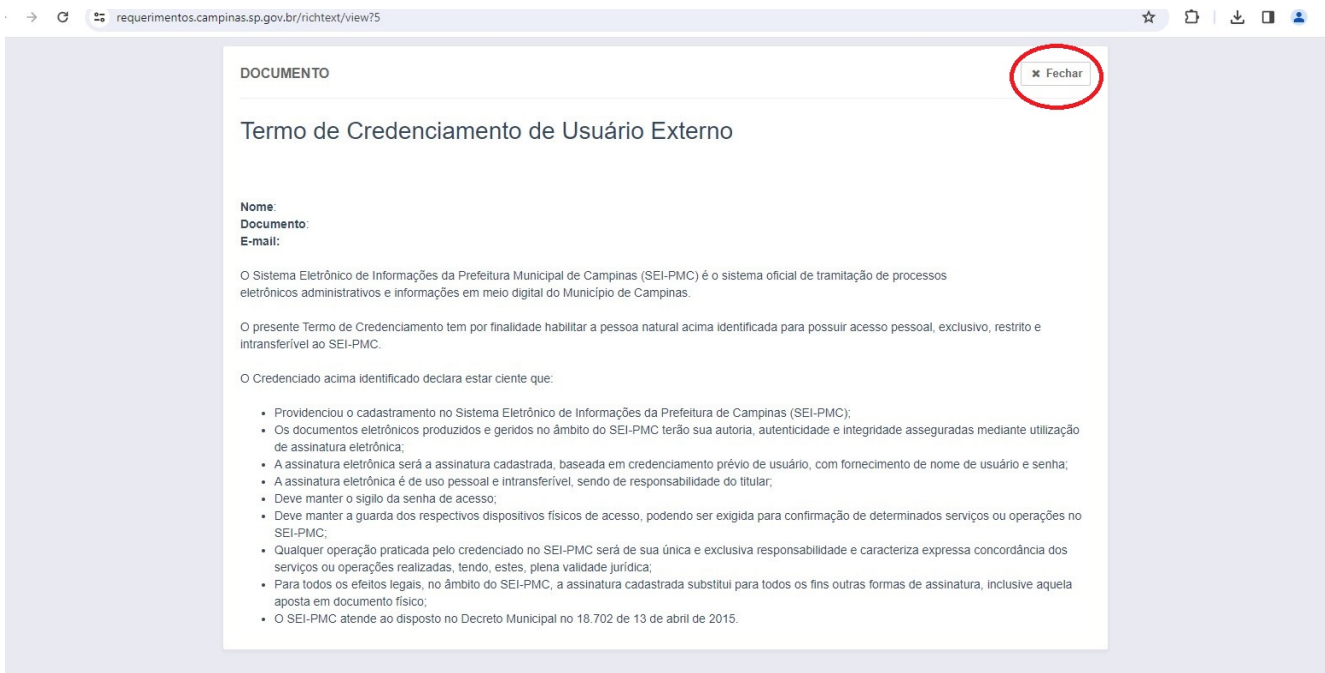 requerimentos.campinas.sp.gov.br/richtext/view?5
DOCUMENTO
✖ Fechar
Termo de Credenciamento de Usuário Externo
Nome:
Documento:
E-mail:
O Sistema Eletrônico de Informações da Prefeitura Municipal de Campinas (SEI-PMC) é o sistema oficial de tramitação de processos
eletrônicos administrativos e informações em meio digital do Município de Campinas.
O presente Termo de Credenciamento tem por finalidade habilitar a pessoa natural acima identificada para possuir acesso pessoal, exclusivo, restrito e
intransferível ao SEI-PMC.
O Credenciado acima identificado declara estar ciente que:
• Providenciou o cadastramento no Sistema Eletrônico de Informações da Prefeitura de Campinas (SEI-PMC);
• Os documentos eletrônicos produzidos e geridos no âmbito do SEI-PMC terão sua autoria, autenticidade e integridade asseguradas mediante utilização
de assinatura eletrônica;
• A assinatura eletrônica será a assinatura cadastrada, baseada em credenciamento prévio de usuário, com fornecimento de nome de usuário e senha;
• A assinatura eletrônica é de uso pessoal e intransferível, sendo de responsabilidade do titular;
• Deve manter o sigilo da senha de acesso;
• Deve manter a guarda dos respectivos dispositivos físicos de acesso, podendo ser exigida para confirmação de determinados serviços ou operações no
SEI-PMC;
• Qualquer operação praticada pelo credenciado no SEI-PMC será de sua única e exclusiva responsabilidade e caracteriza expressa concordância dos
serviços ou operações realizadas, tendo, estes, plena validade jurídica;
• Para todos os efeitos legais, no âmbito do SEI-PMC, a assinatura cadastrada substitui para todos os fins outras formas de assinatura, inclusive aquela
aposta em documento físico;
• O SEI-PMC atende ao disposto no Decreto Municipal no 18.702 de 13 de abril de 2015.